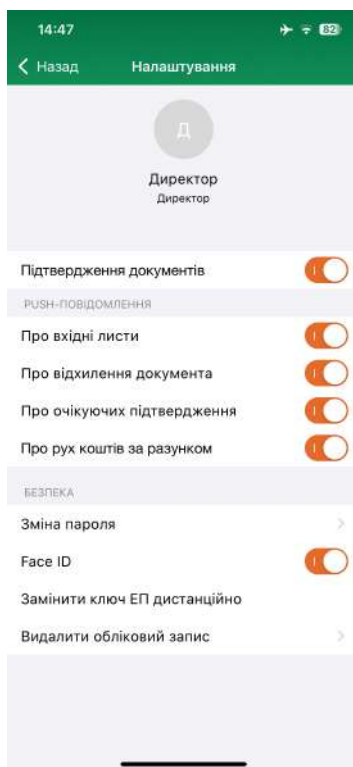 14:47
82
Назад
Налаштування
Д
Директор
Директор
Підтвердження документів
PUSH-ПОВІДОМЛЕННЯ
Про вхідні листи
Про відхилення документа
Про очікуючих підтвердження
Про рух коштів за разунком
БЕЗПЕКА
Зміна пароля
Face ID
Замінити ключ ЕП дистанційно
Видалити обліковий запис